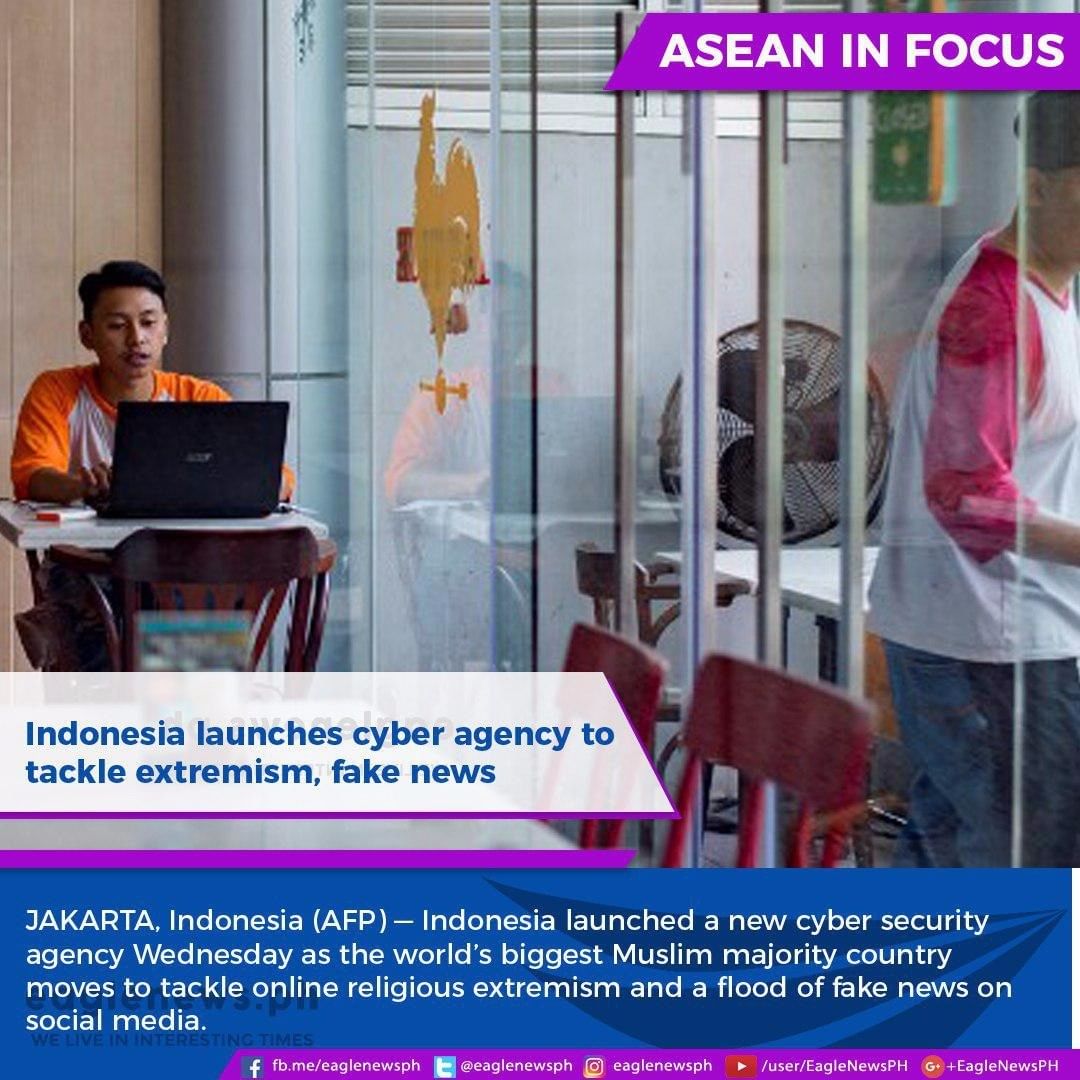 ASEAN IN FOCUS
CLOSED
acer
Indonesia launches cyber agency to
tackle extremism, fake news
JAKARTA, Indonesia (AFP) — Indonesia launched a new cyber security
agency Wednesday as the world's biggest Muslim majority country
moves to tackle online religious extremism and a flood of fake news on
social media.
eaglenews.ph
WE LIVE IN INTERESTING TIMES
fb.me/eaglenewsph @eaglenewsph eaglenewsph /user/EagleNewsPH +EagleNewsPH